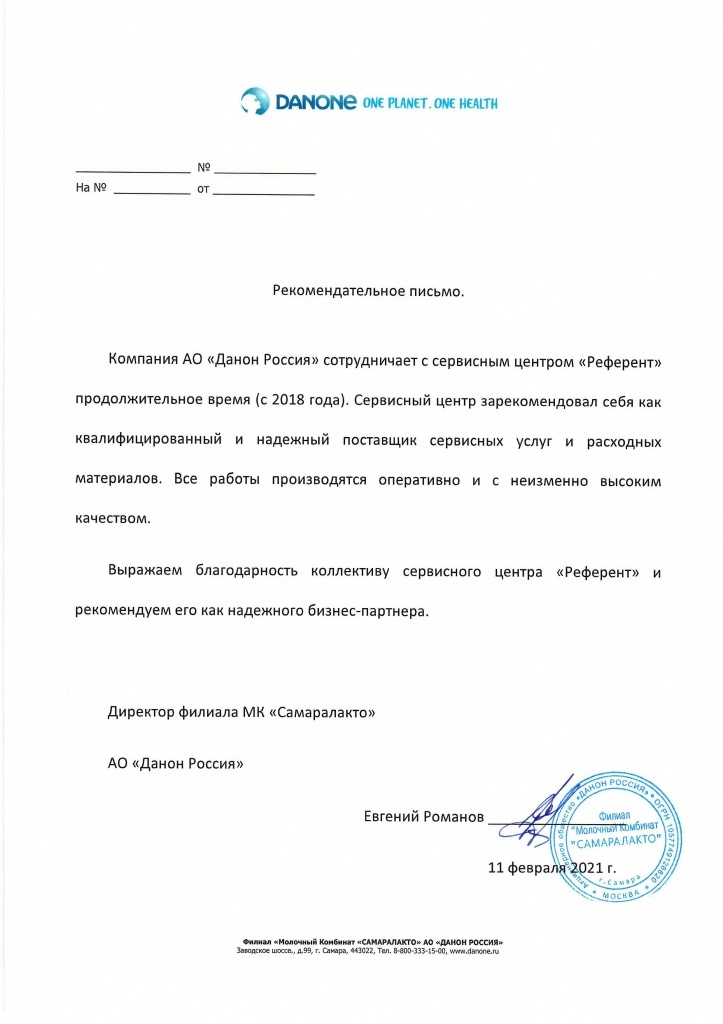 DANONE ONE PLANET. ONE HEALTH
№
На № от
Рекомендательное письмо.
Компания АО «Данон Россия» сотрудничает с сервисным центром «Референт»
продолжительное время (с 2018 года). Сервисный центр зарекомендовал себя как
квалифицированный и надежный поставщик сервисных услуг и расходных
материалов. Все работы производятся оперативно и с неизменно высоким
качеством.
Выражаем благодарность коллективу сервисного центра «Референт» и
рекомендуем его как надежного бизнес-партнера.
Директор филиала МК «Самаралакто»
АО «Данон Россия»
Евгений Романов
11 февраля 2021 г.
Акционерное общество «ДАНОН РОССИЯ» * ОГРН 1057749126820
* МОСКВА *
Филиал
"Молочный Комбинат
"САМАРАЛАКТО"
г.Самара
Филиал «Молочный Комбинат «САМАРАЛАКТО» АО «ДАНОН РОССИЯ»
Заводское шоссе., д.99, г. Самара, 443022, Тел. 8-800-333-15-00, www.danone.ru